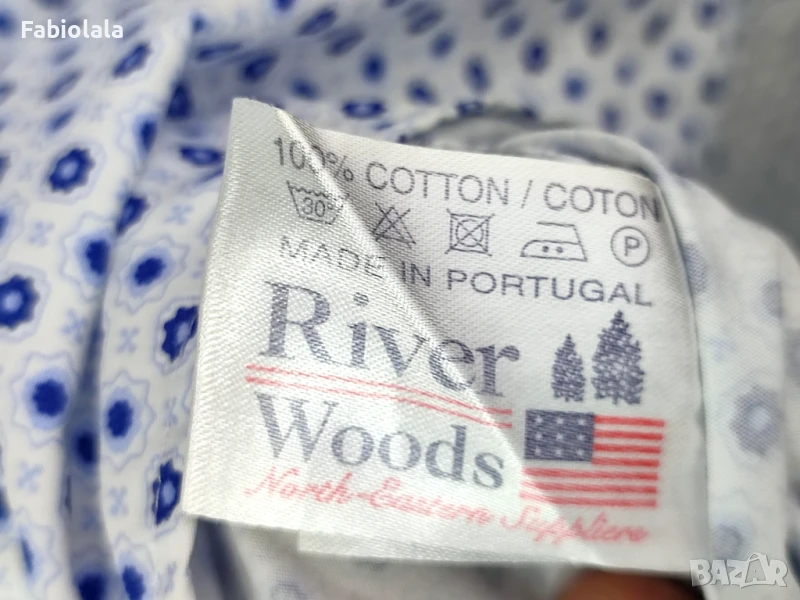 Fabiolala
100% COTTON / COTON
30°
P
MADE IN PORTUGAL
River
Woods
North-Eastern Suppliers
BAZAR